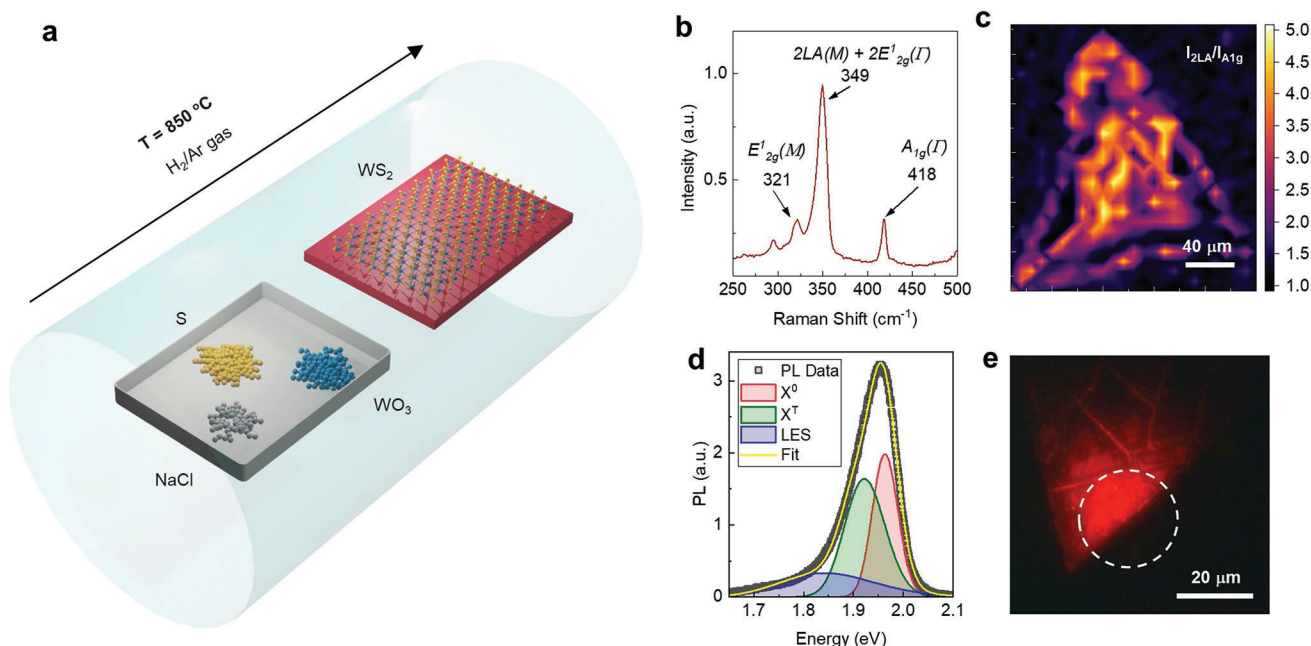 a
T = 850 °C
H₂/Ar gas
WS₂
S
WO₃
NaCl
b
2LA(M) + 2E¹₂g(Γ)
349
E¹₂g(M)
321
A₁g(Γ)
418
1.0
0.5
Intensity (a.u.)
250 300 350 400 450 500
Raman Shift (cm⁻¹)
c
I₂LA/IA1g
40 μm
5.0
4.5
4.0
3.5
3.0
2.5
2.0
1.5
1.0
d
PL Data
X⁰
Xᵀ
LES
Fit
3
2
1
0
PL (a.u.)
1.7 1.8 1.9 2.0 2.1
Energy (eV)
e
20 μm